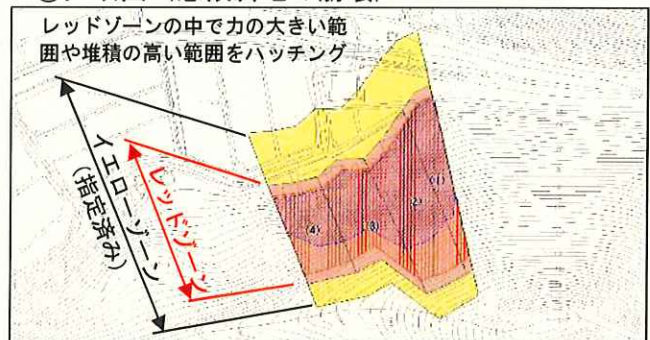 レッドゾーンの中で力の大きい範
囲や堆積の高い範囲をハッチング
イエローゾーン
(指定済み)
レッドゾーン
(1)
(2)
(3)
(4)